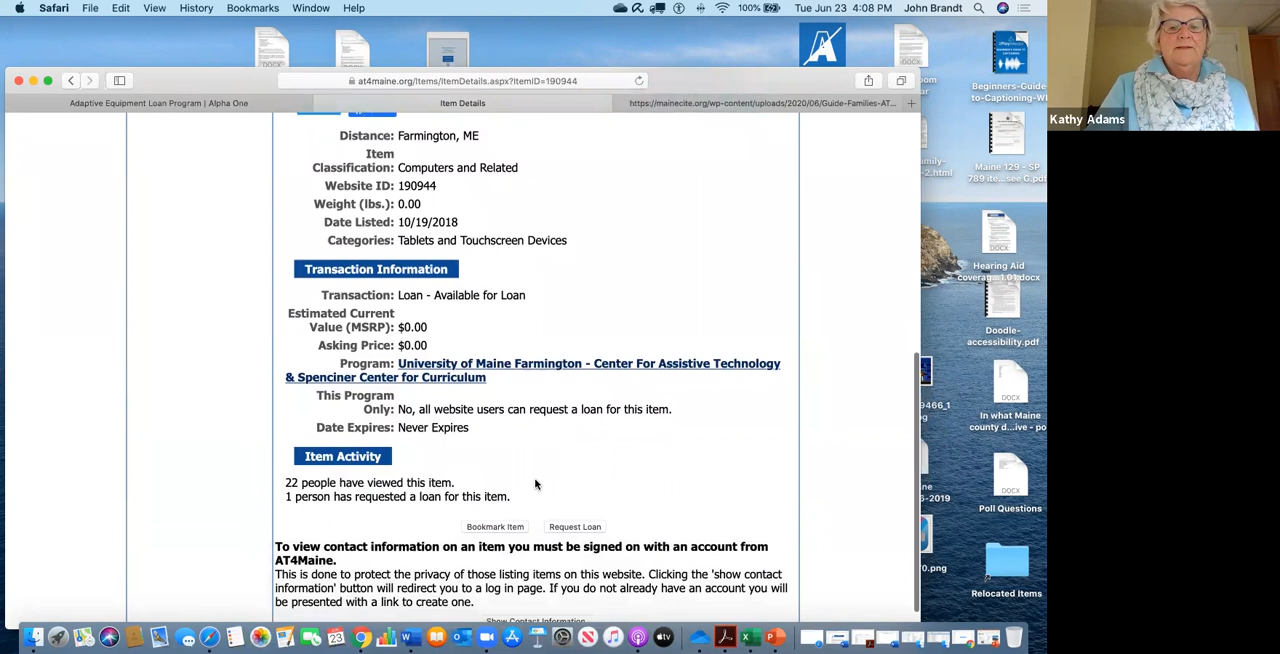 Safari File Edit View History Bookmarks Window Help 100% Tue Jun 23 4:08 PM John Brandt
at4maine.org/Items/ItemDetails.aspx?itemID=190944
Adaptive Equipment Loan Program | Alpha One
Item Details
https://mainecite.org/wp-content/uploads/2020/06/Guide-Families-AT...
Distance: Farmington, ME
Item
Classification: Computers and Related
Website ID: 190944
Weight (lbs.): 0.00
Date Listed: 10/19/2018
Categories: Tablets and Touchscreen Devices
Transaction Information
Transaction: Loan - Available for Loan
Estimated Current
Value (MSRP): $0.00
Asking Price: $0.00
Program: University of Maine Farmington - Center For Assistive Technology
& Spenciner Center for Curriculum
This Program
Only: No, all website users can request a loan for this item.
Date Expires: Never Expires
Item Activity
22 people have viewed this item.
1 person has requested a loan for this item.
Bookmark Item
Request Loan
To view contact information on an item you must be signed on with an account from
AT4Maine.
This is done to protect the privacy of those listing items on this website. Clicking the 'show contact
information' button will redirect you to a log in page. If you do not already have an account you will
be presented with a link to create one.
Show Contact Information
Kathy Adams
Beginners-Guide
-to-Captioning-WI
Maine 129 - SP
789 ite...see G.pdf
-2.html
DOCX
Hearing Aid
coverag...1.01.docx
Doodle-
accessibility.pdf
DOCX
In what Maine
county d...ive - po
DOCX
Poll Questions
Relocated Items